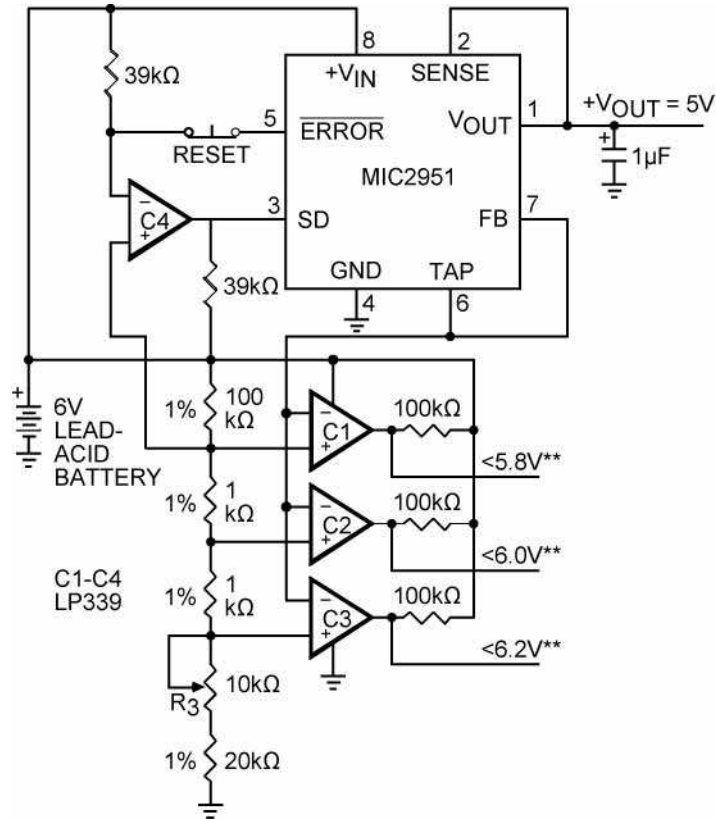 8
2
39kΩ
+VIN
SENSE
5
ERROR
VOUT
1
+VOUT = 5V
RESET
+
1µF
MIC2951
−
C4
+
3
SD
FB
7
GND
TAP
39kΩ
4
6
+
6V
LEAD-
ACID
BATTERY
1%
100
kΩ
−
C1
+
100kΩ
<5.8V**
1%
1
kΩ
−
C2
+
100kΩ
<6.0V**
C1-C4
LP339
1%
1
kΩ
−
C3
+
100kΩ
<6.2V**
R3
10kΩ
1%
20kΩ